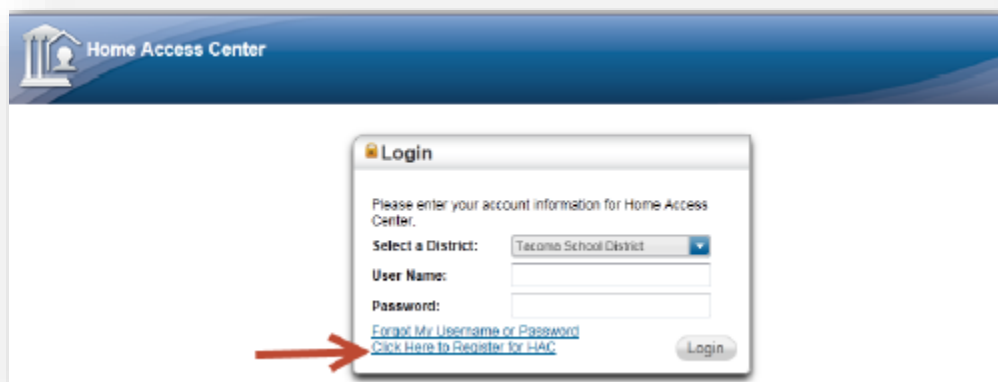 Home Access Center
Login
Please enter your account information for Home Access
Center.
Select a District: Tacoma School District
User Name:
Password:
Forgot My Username or Password
Click Here to Register for HAC
Login